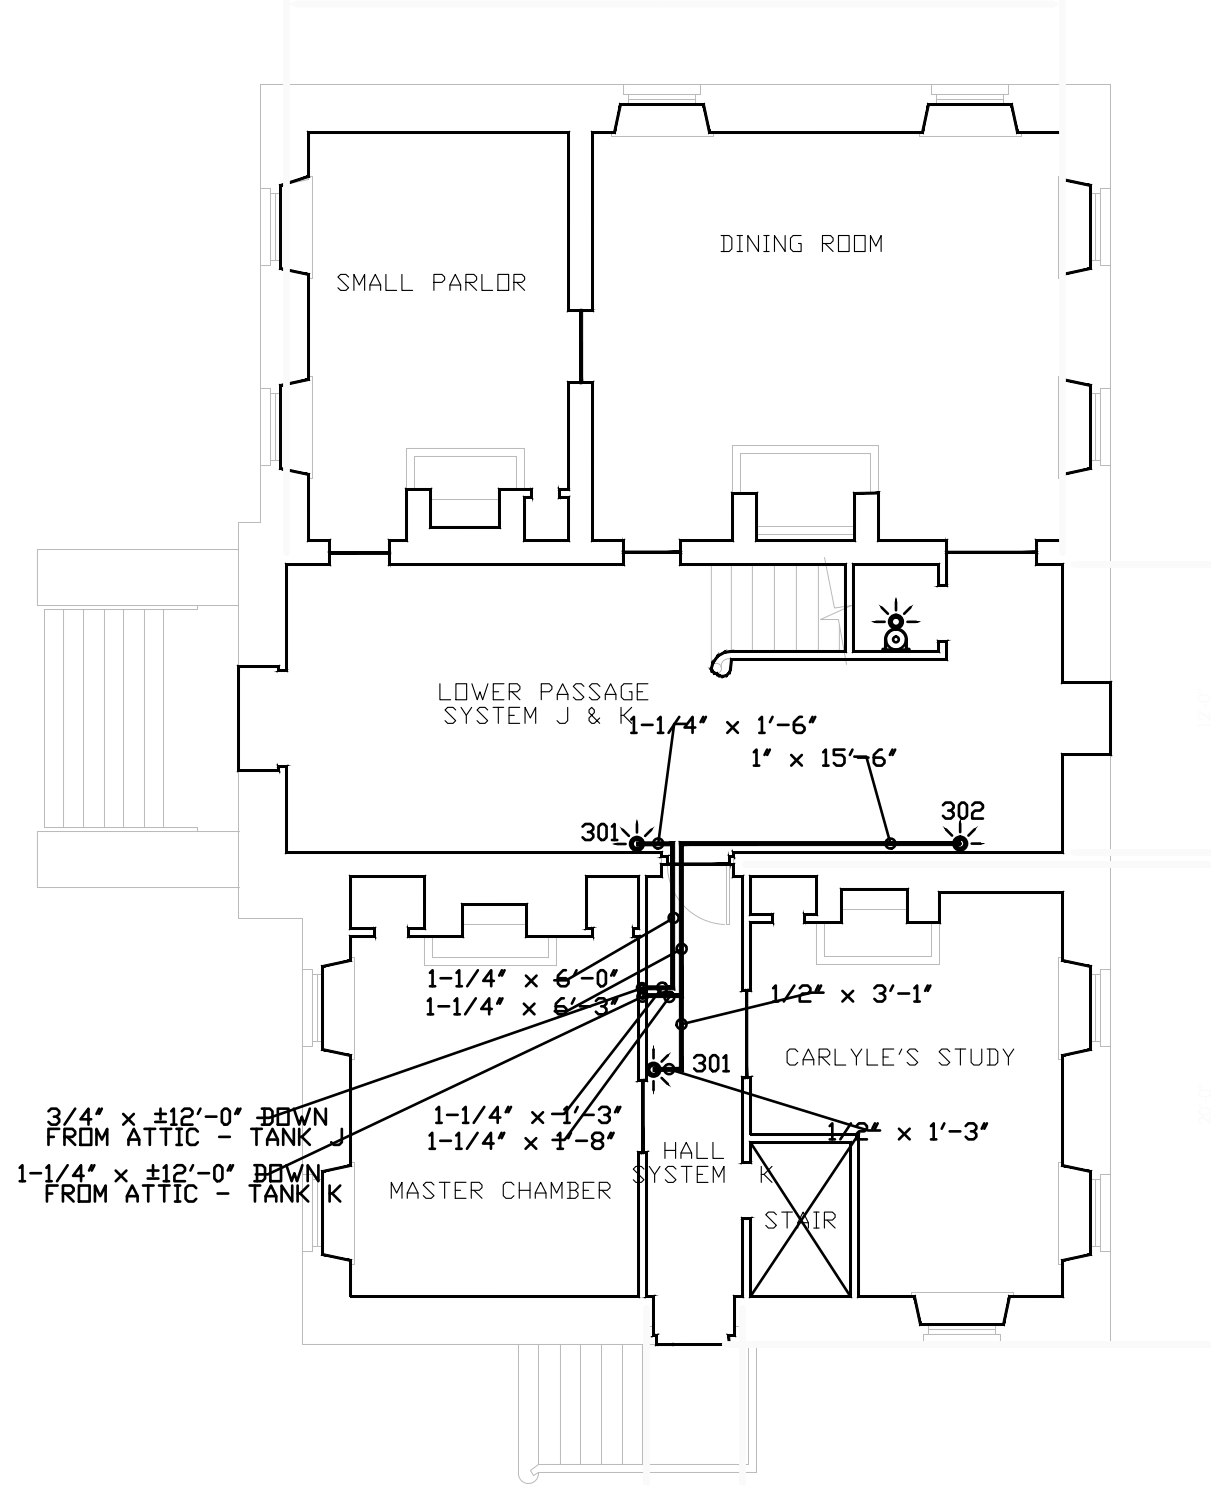 DINING ROOM
SMALL PARLOR
LOWER PASSAGE
SYSTEM J & K
1-1/4" x 1'-6"
1" x 15'-6"
302
301
1-1/4" x 6'-0"
1-1/4" x 6'-3"
1/2" x 3'-1"
CARLYLE'S STUDY
301
3/4" x ±12'-0" DOWN
FROM ATTIC - TANK J
1-1/4" x 1'-3"
1-1/4" x 1'-8"
1/2" x 1'-3"
HALL
SYSTEM K
1-1/4" x ±12'-0" DOWN
FROM ATTIC - TANK K
MASTER CHAMBER
STAIR